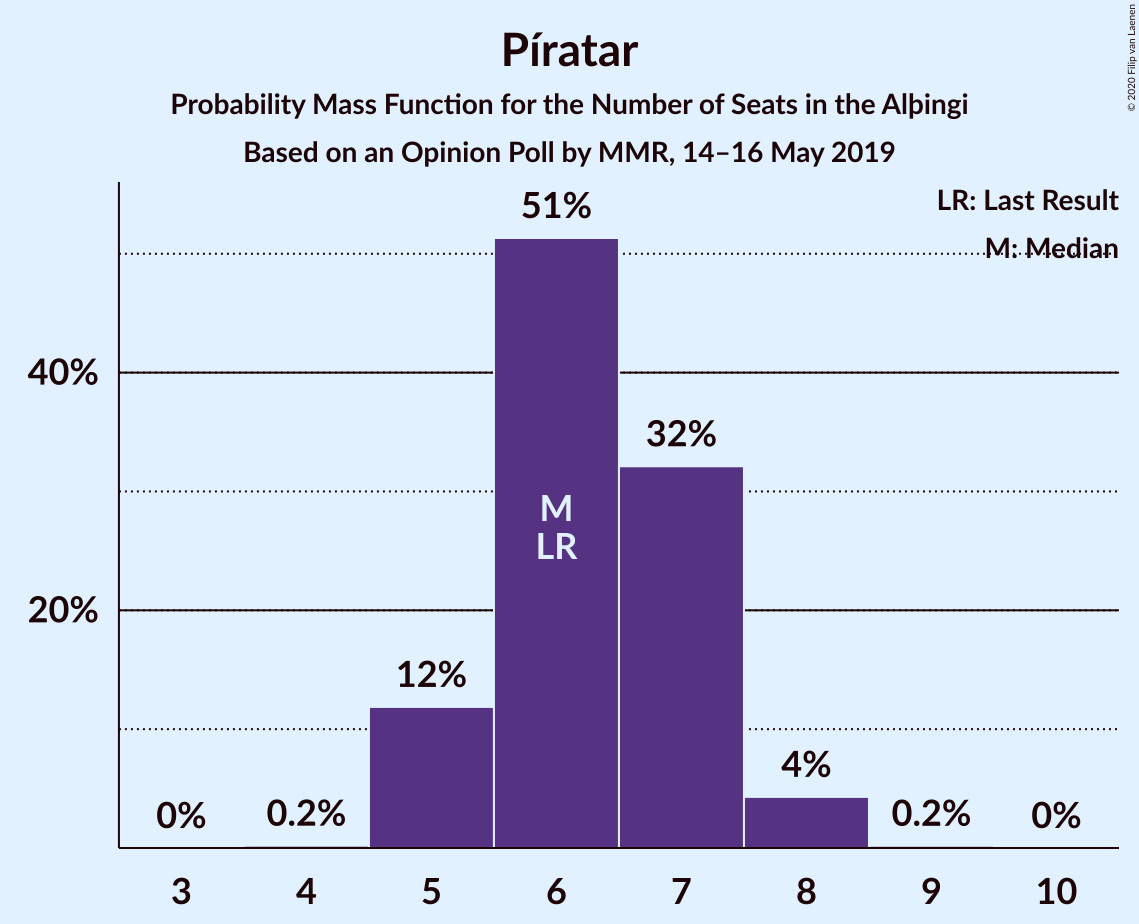 Píratar
Probability Mass Function for the Number of Seats in the Alþingi
Based on an Opinion Poll by MMR, 14–16 May 2019
© 2020 Filip van Laenen
LR: Last Result
M: Median
51%
40%
32%
M
LR
20%
12%
4%
0%
0.2%
0.2%
0%
3 4 5 6 7 8 9 10